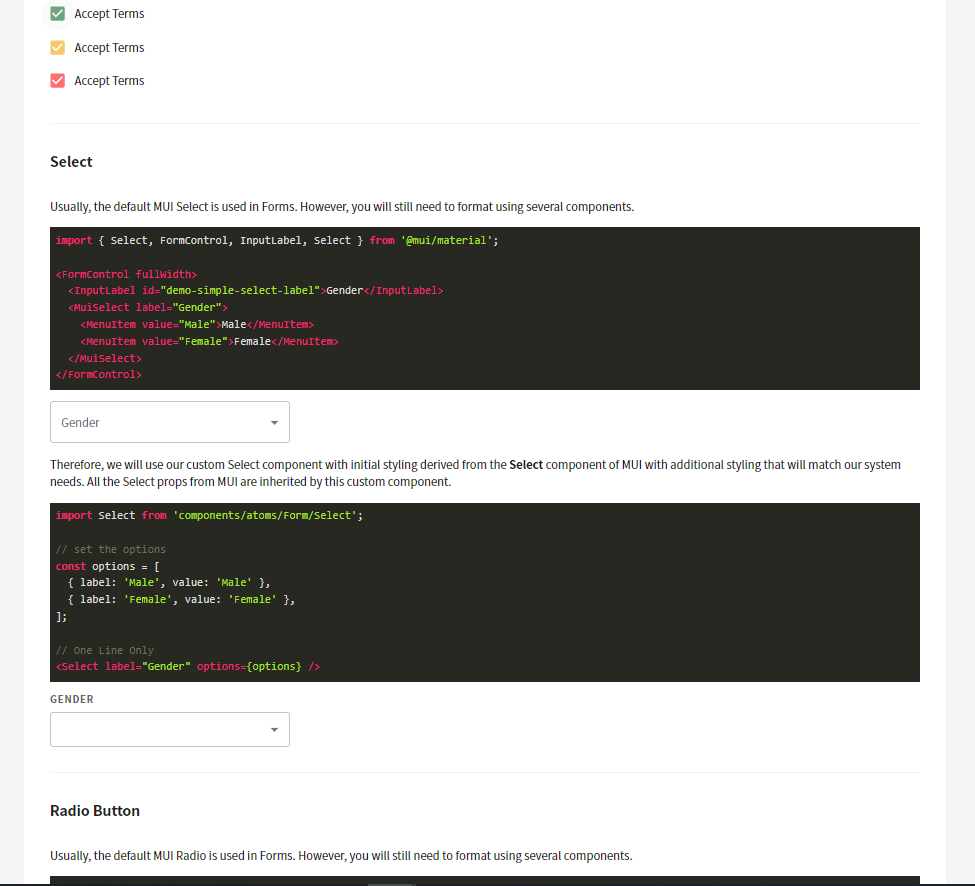 Accept Terms
Accept Terms
Accept Terms
Select
Usually, the default MUI Select is used in Forms. However, you will still need to format using several components.
import { Select, FormControl, InputLabel, Select } from '@mui/material';
<FormControl fullWidth>
  <InputLabel id="demo-simple-select-label">Gender</InputLabel>
  <MuiSelect label="Gender">
    <MenuItem value="Male">Male</MenuItem>
    <MenuItem value="Female">Female</MenuItem>
  </MuiSelect>
</FormControl>
Gender
Therefore, we will use our custom Select component with initial styling derived from the Select component of MUI with additional styling that will match our system
needs. All the Select props from MUI are inherited by this custom component.
import Select from 'components/atoms/Form/Select';
// set the options
const options = [
  { label: 'Male', value: 'Male' },
  { label: 'Female', value: 'Female' },
];
// One Line Only
<Select label="Gender" options={options} />
GENDER
Radio Button
Usually, the default MUI Radio is used in Forms. However, you will still need to format using several components.